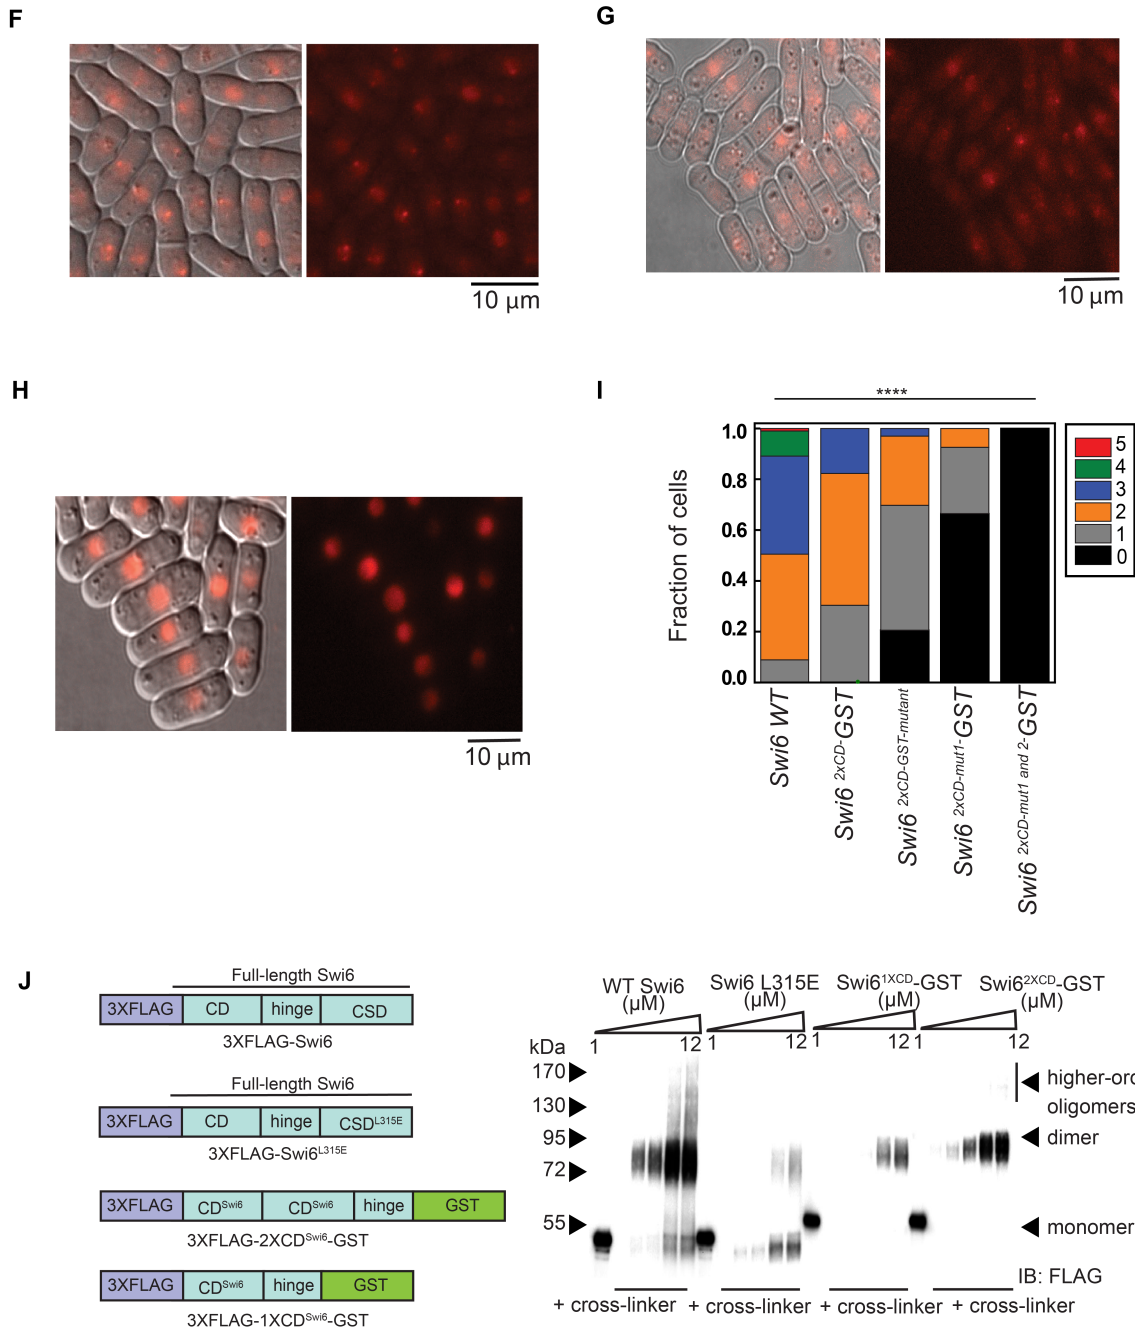 F
G
10 µm
10 µm
H
I
****
1.0
0.8
0.6
0.4
0.2
0.0
Fraction of cells
5
4
3
2
1
0
10 µm
Swi6 WT
Swi6 2xCD-GST
Swi6 2xCD-GST-mutant
Swi6 2xCD-mut1-GST
Swi6 2xCD-mut1 and 2-GST
J
Full-length Swi6
3XFLAG CD hinge CSD
3XFLAG-Swi6
Full-length Swi6
3XFLAG CD hinge CSDL315E
3XFLAG-Swi6L315E
3XFLAG CDSwi6 CDSwi6 hinge GST
3XFLAG-2XCDSwi6-GST
3XFLAG CDSwi6 hinge GST
3XFLAG-1XCDSwi6-GST
WT Swi6 (µM)
Swi6 L315E (µM)
Swi61XCD-GST (µM)
Swi62XCD-GST (µM)
1 12 1 12 1 12 1 12
kDa
170
130
95
72
55
higher-ord
oligomers
dimer
monomer
IB: FLAG
+ cross-linker + cross-linker + cross-linker + cross-linker